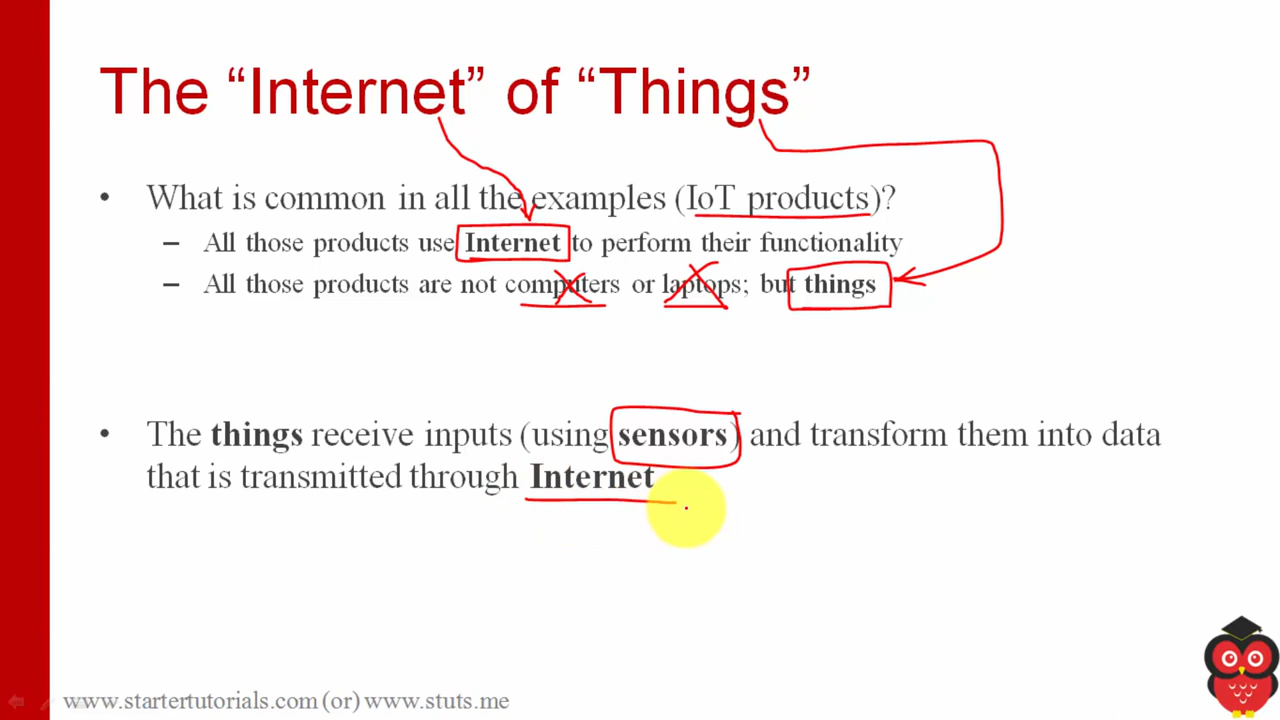 The “Internet” of “Things”
• What is common in all the examples (IoT products)?
– All those products use Internet to perform their functionality
– All those products are not computers or laptops; but things
• The things receive inputs (using sensors) and transform them into data
that is transmitted through Internet
www.startertutorials.com (or) www.stuts.me